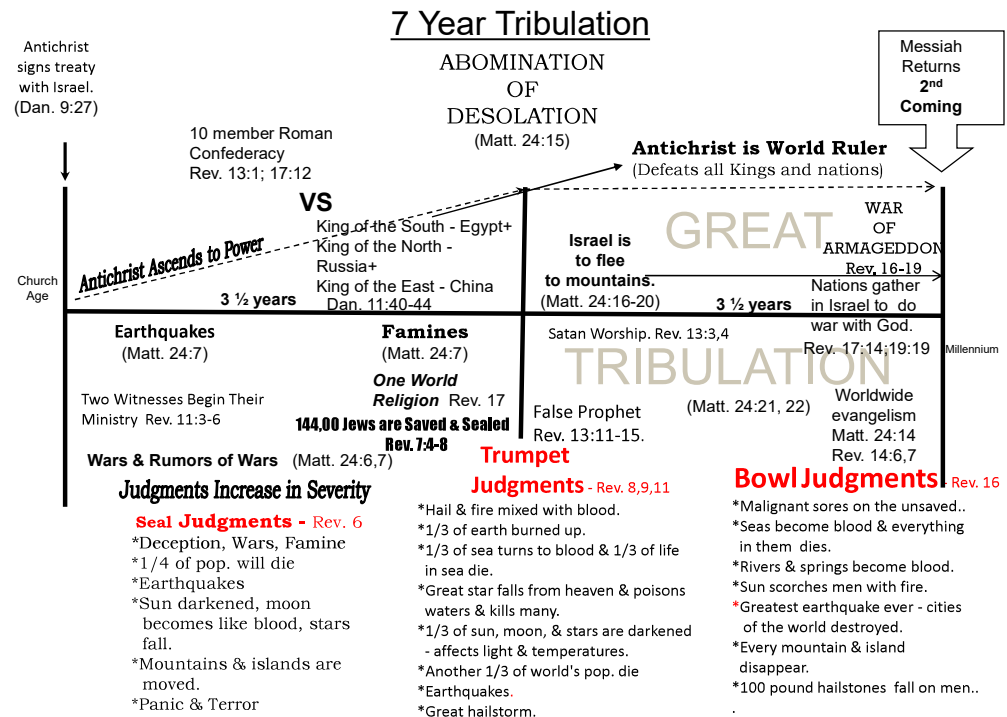 7 Year Tribulation
Antichrist
signs treaty
with Israel.
(Dan. 9:27)
ABOMINATION
OF
DESOLATION
(Matt. 24:15)
Messiah
Returns
2nd
Coming
10 member Roman
Confederacy
Rev. 13:1; 17:12
VS
King of the South - Egypt+
King of the North -
Russia+
King of the East - China
Dan. 11:40-44
Antichrist is World Ruler
(Defeats all Kings and nations)
Antichrist Ascends to Power
Church
Age
3 ½ years
GREAT
Israel is
to flee
to mountains.
(Matt. 24:16-20)
WAR
OF
ARMAGEDDON
Rev. 16-19
Nations gather
in Israel to do
war with God.
Rev. 17:14;19:19
3 ½ years
Millennium
Earthquakes
(Matt. 24:7)
Famines
(Matt. 24:7)
One World
Religion Rev. 17
Two Witnesses Begin Their
Ministry Rev. 11:3-6
144,00 Jews are Saved & Sealed
Rev. 7:4-8
Wars & Rumors of Wars (Matt. 24:6,7)
Satan Worship. Rev. 13:3,4
TRIBULATION
(Matt. 24:21, 22)
False Prophet
Rev. 13:11-15.
Worldwide
evangelism
Matt. 24:14
Rev. 14:6,7
Judgments Increase in Severity
Seal Judgments - Rev. 6
*Deception, Wars, Famine
*1/4 of pop. will die
*Earthquakes
*Sun darkened, moon
becomes like blood, stars
fall.
*Mountains & islands are
moved.
*Panic & Terror
Trumpet
Judgments - Rev. 8,9,11
*Hail & fire mixed with blood.
*1/3 of earth burned up.
*1/3 of sea turns to blood & 1/3 of life
in sea die.
*Great star falls from heaven & poisons
waters & kills many.
*1/3 of sun, moon, & stars are darkened
- affects light & temperatures.
*Another 1/3 of world's pop. die
*Earthquakes.
*Great hailstorm.
Bowl Judgments - Rev. 16
*Malignant sores on the unsaved..
*Seas become blood & everything
in them dies.
*Rivers & springs become blood.
*Sun scorches men with fire.
*Greatest earthquake ever - cities
of the world destroyed.
*Every mountain & island
disappear.
*100 pound hailstones fall on men..
.